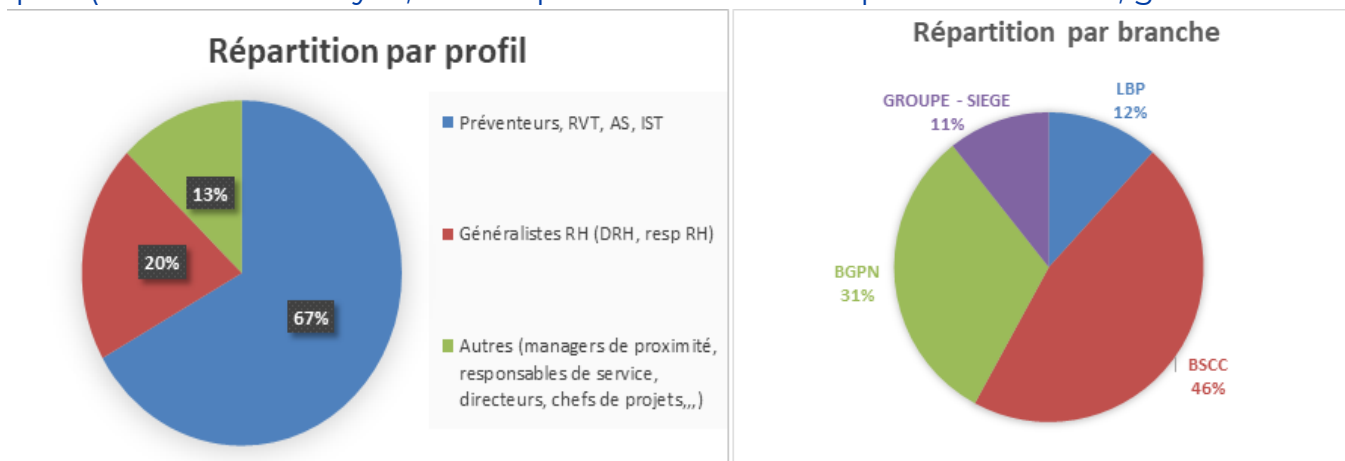 Répartition par profil
13%
20%
67%
Préventeurs, RVT, AS, IST
Généralistes RH (DRH, resp RH)
Autres (managers de proximité,
responsables de service,
directeurs, chefs de projets,,,)
Répartition par branche
LBP
12%
GROUPE - SIEGE
11%
BGPN
31%
BSCC
46%